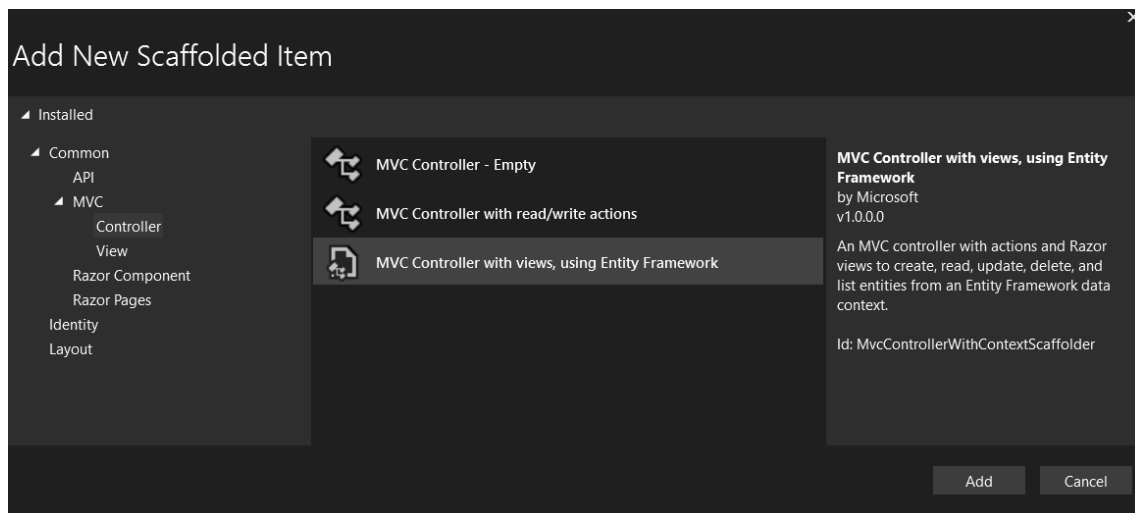 Add New Scaffolded Item
Installed
Common
API
MVC
Controller
View
Razor Component
Razor Pages
Identity
Layout
MVC Controller - Empty
MVC Controller with read/write actions
MVC Controller with views, using Entity Framework
MVC Controller with views, using Entity
Framework
by Microsoft
v1.0.0.0
An MVC controller with actions and Razor
views to create, read, update, delete, and
list entities from an Entity Framework data
context.
Id: MvcControllerWithContextScaffolder
Add
Cancel